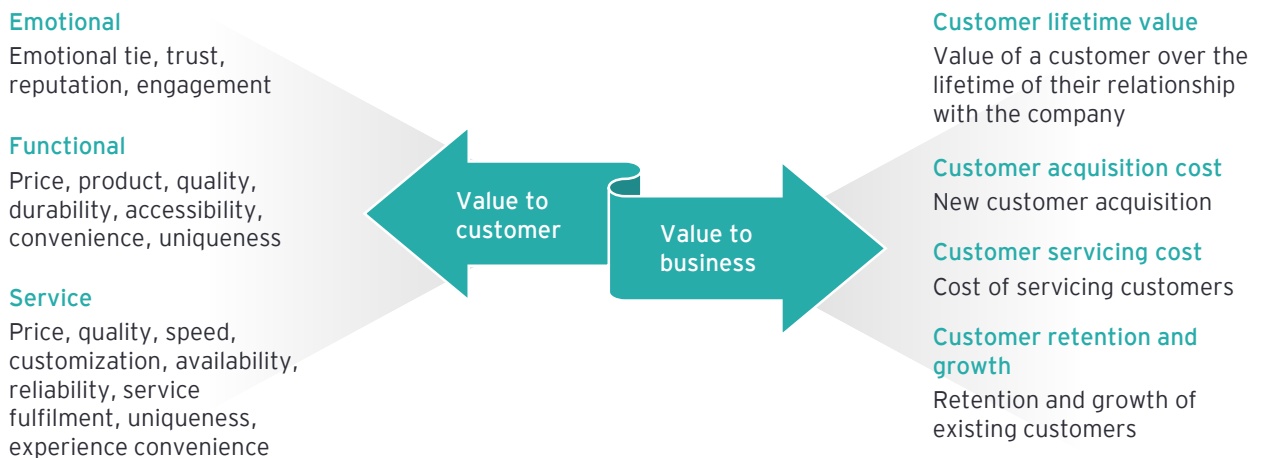 Emotional
Emotional tie, trust,
reputation, engagement
Functional
Price, product, quality,
durability, accessibility,
convenience, uniqueness
Service
Price, quality, speed,
customization, availability,
reliability, service
fulfilment, uniqueness,
experience convenience
Value to
customer
Value to
business
Customer lifetime value
Value of a customer over the
lifetime of their relationship
with the company
Customer acquisition cost
New customer acquisition
Customer servicing cost
Cost of servicing customers
Customer retention and
growth
Retention and growth of
existing customers